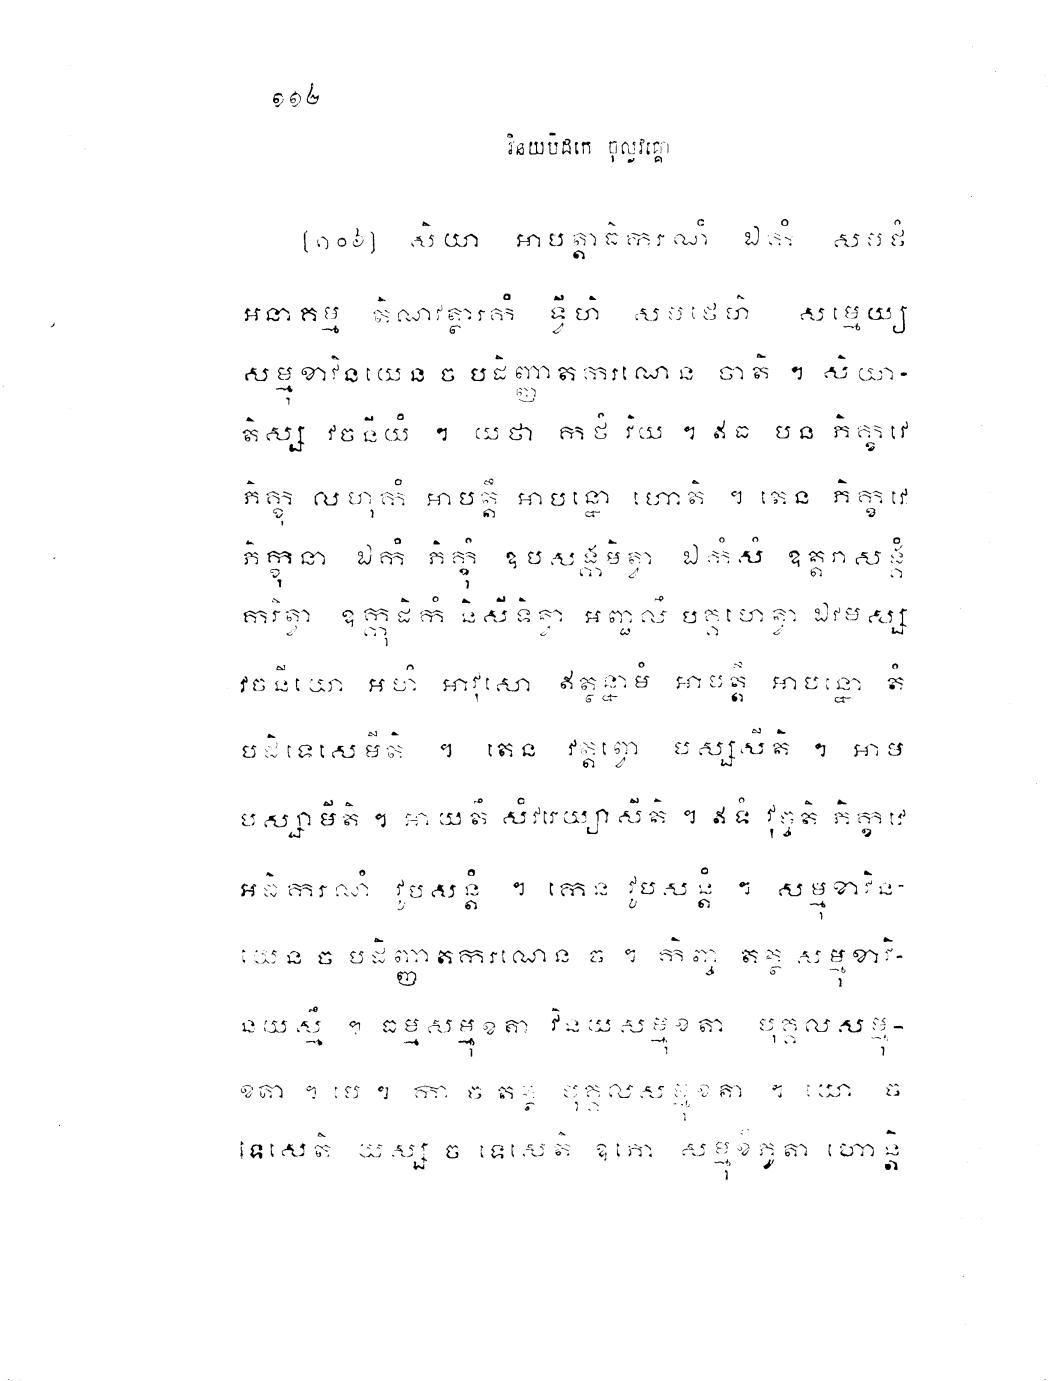 ១១៤
វិនយបិដកេ ចុល្លវគ្គោ
[១០៦] សិយា អាបត្តាធិករណំ ឯកំ សមថំ
អនាគម្ម តិណវត្ថារកំ ទ្វីហិ សមថេហិ សម្មេយ្យ
សម្មុខាវិនយេន ច បដិញ្ញាតករណេន ចាតិ ។ សិយា-
តិស្ស វចនីយំ ។ យថា កថំ វិយ ។ ឥធ បន ភិក្ខវេ
ភិក្ខុ លហុកំ អាបត្តឹ អាបន្នោ ហោតិ ។ តេន ភិក្ខវេ
ភិក្ខុនា ឯកំ ភិក្ខុំ ឧបសង្កមិត្វា ឯកំសំ ឧត្តរាសង្គំ
ករិត្វា ឧក្កុដិកំ និសីទិត្វា អញ្ជលឹ បគ្គហេត្វា ឯវមស្ស
វចនីយោ អហំ អាវុសោ ឥត្ថន្នាមំ អាបត្តឹ អាបន្នោ តំ
បដិទេសេមីតិ ។ តេន វត្តព្វោ បស្សសីតិ ។ អាម
បស្សាមីតិ ។ អាយតឹ សំវរេយ្យាសីតិ ។ ឥទំ វុច្ចតិ ភិក្ខវេ
អធិករណំ វូបសន្តំ ។ កេន វូបសន្តំ ។ សម្មុខាវិន-
យេន ច បដិញ្ញាតករណេន ច ។ កិញ្ច តត្ថ សម្មុខាវិ-
នយស្មឹ ។ ធម្មសម្មុខតា វិនយសម្មុខតា បុគ្គលសម្មុ-
ខតា ។ បេ ។ កា ច តត្ថ បុគ្គលសម្មុខតា ។ យោ ច
ទេសេតិ យស្ស ច ទេសេតិ ឧភោ សម្មុខីភូតា ហោន្តិ